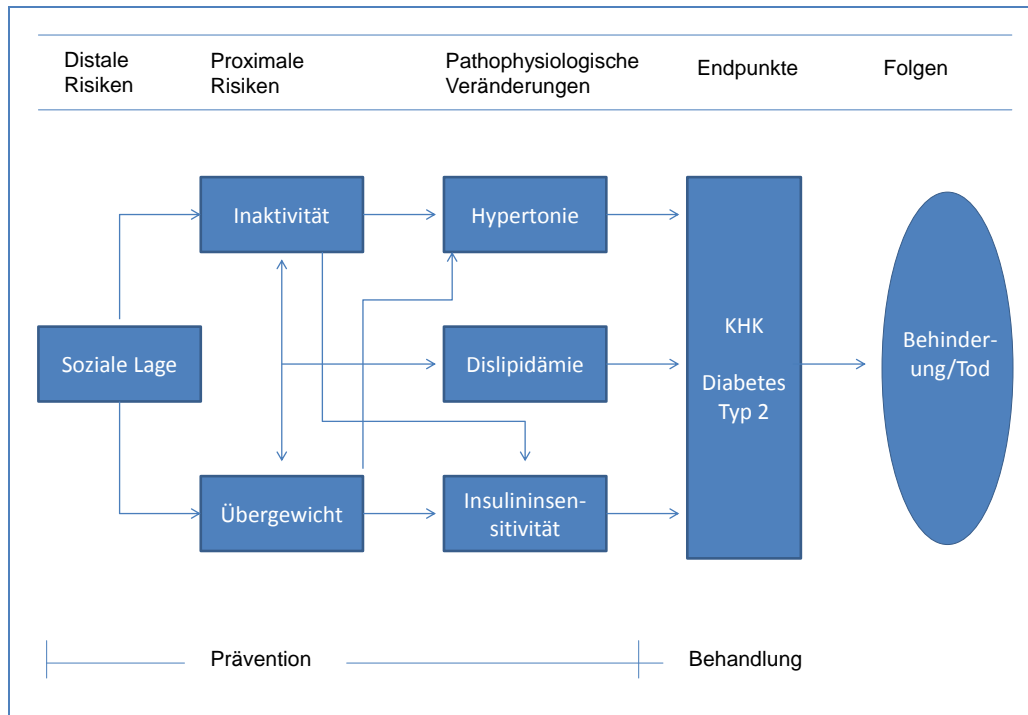 Distale
Risiken
Proximale
Risiken
Pathophysiologische
Veränderungen
Endpunkte
Folgen
Soziale Lage
Inaktivität
Übergewicht
Hypertonie
Dislipidämie
Insulininsen-
sitivität
KHK
Diabetes
Typ 2
Behinder-
ung/Tod
Prävention
Behandlung